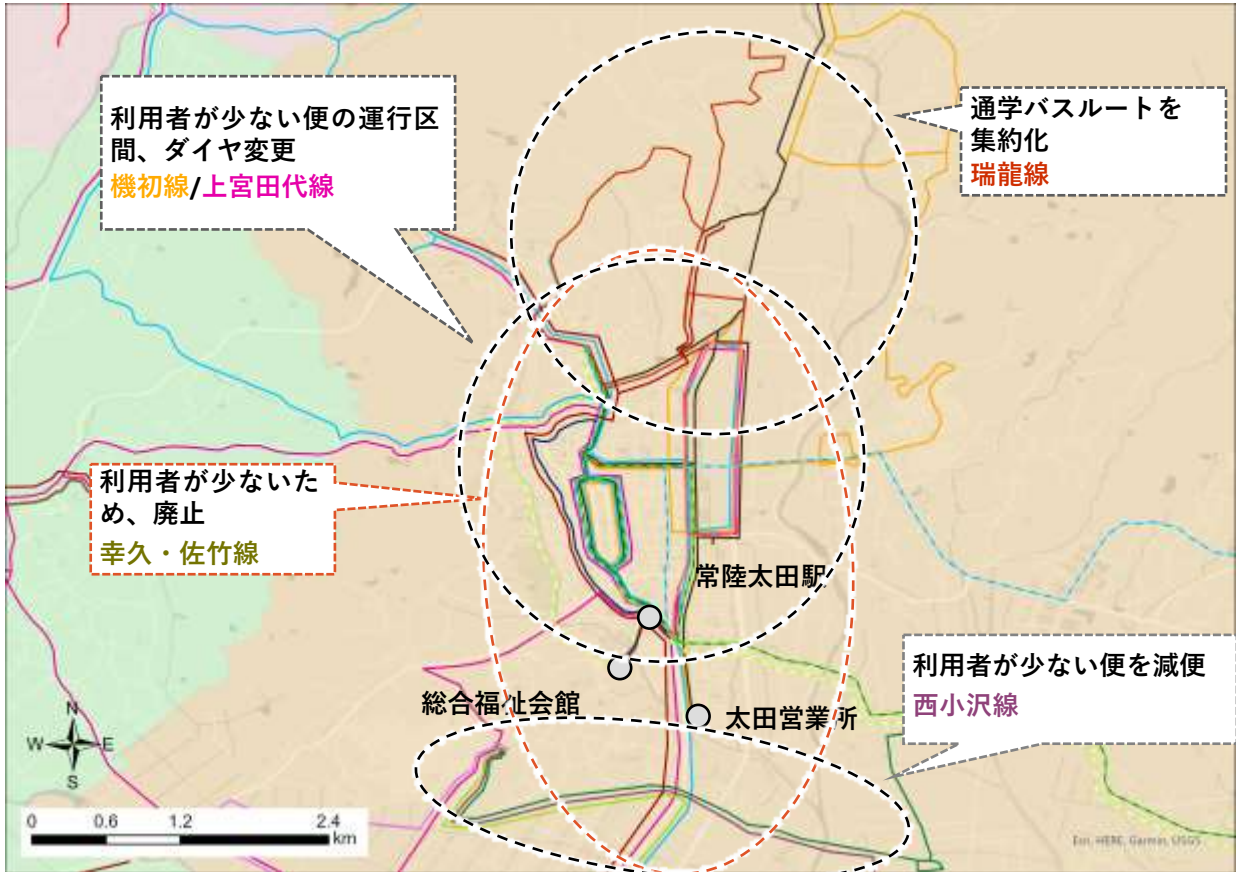 利用者が少ない便の運行区
間、ダイヤ変更
機初線/上宮田代線
通学バスルートを
集約化
瑞龍線
利用者が少ないた
め、廃止
幸久・佐竹線
常陸太田駅
総合福祉会館
太田営業所
利用者が少ない便を減便
西小沢線
N
W
E
S
0
0.6
1.2
2.4
km
Esri, HERE, Garmin, USGS